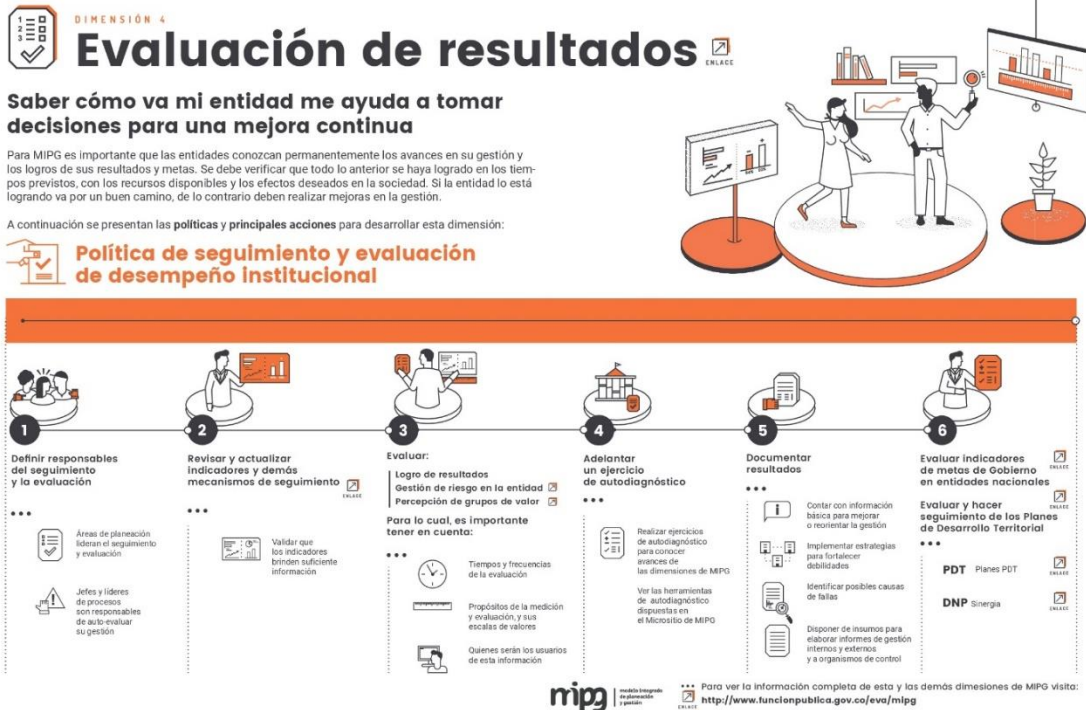 DIMENSIÓN 4
Evaluación de resultados
ENLACE
Saber cómo va mi entidad me ayuda a tomar
decisiones para una mejora continua
Para MIPG es importante que las entidades conozcan permanentemente los avances en su gestión y
los logros de sus resultados y metas. Se debe verificar que todo lo anterior se haya logrado en los tiem-
pos previstos, con los recursos disponibles y los efectos deseados en la sociedad. Si la entidad lo está
logrando va por un buen camino, de lo contrario deben realizar mejoras en la gestión.
A continuación se presentan las políticas y principales acciones para desarrollar esta dimensión:
Política de seguimiento y evaluación
de desempeño institucional
1
Definir responsables
del seguimiento
y la evaluación
Áreas de planeación
lideran el seguimiento
y evaluación
Jefes y líderes
de procesos
son responsables
de auto-evaluar
su gestión
2
Revisar y actualizar
indicadores y demás
mecanismos de seguimiento
ENLACE
Validar que
los indicadores
brinden suficiente
información
3
Evaluar:
Logro de resultados
Gestión de riesgo en la entidad
Percepción de grupos de valor
Para lo cual, es importante
tener en cuenta:
Tiempos y frecuencias
de la evaluación
Propósitos de la medición
y evaluación, y sus
escalas de valores
Quienes serán los usuarios
de esta información
4
Adelantar
un ejercicio
de autodiagnóstico
Realizar ejercicios
de autodiagnóstico
para conocer
avances de
las dimensiones de MIPG
Ver las herramientas
de autodiagnóstico
dispuestas en
el Micrositio de MIPG
5
Documentar
resultados
Contar con información
básica para mejorar
o reorientar la gestión
Implementar estrategias
para fortalecer
debilidades
Identificar posibles causas
de fallas
Disponer de insumos para
elaborar informes de gestión
internos y externos
y a organismos de control
6
Evaluar indicadores
de metas de Gobierno
en entidades nacionales
ENLACE
Evaluar y hacer
seguimiento de los Planes
de Desarrollo Territorial
ENLACE
PDT Planes PDT
ENLACE
DNP Sinergia
ENLACE
mipg
modelo integrado
de planeación
y gestión
ENLACE
Para ver la información completa de esta y las demás dimesiones de MIPG visita:
http://www.funcionpublica.gov.co/eva/mipg